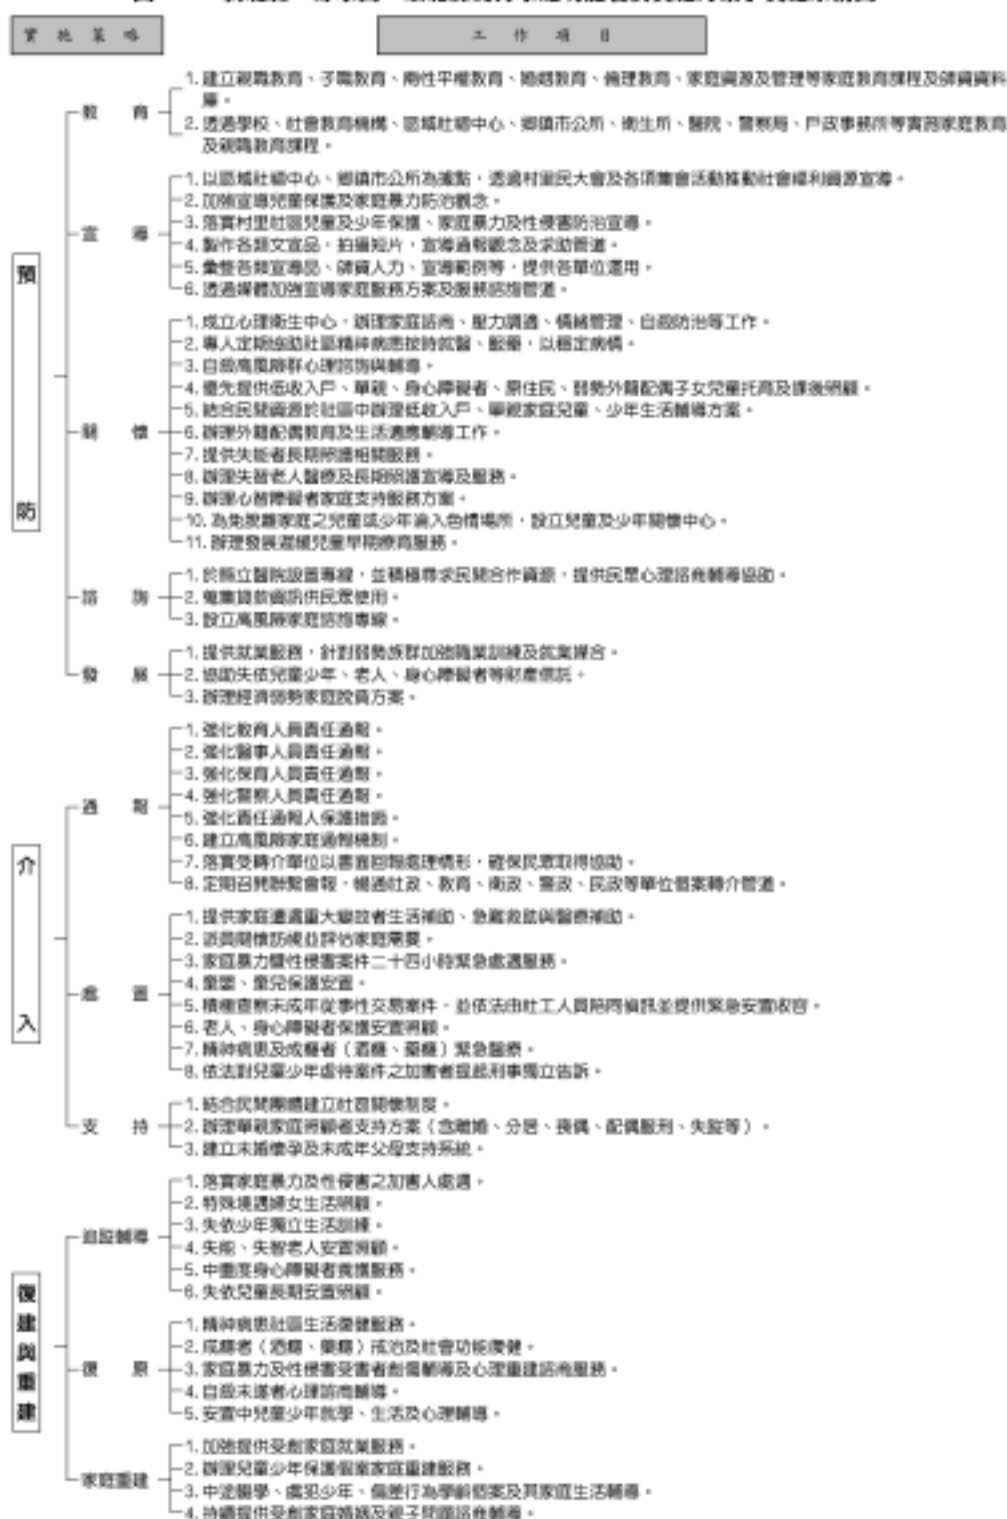 實施策略
工作項目
預防
教育
1. 建立親職教育、子職教育、兩性平權教育、婚姻教育、倫理教育、家庭資源及管理等家庭教育課程及師資資料
庫。
2. 透過學校、社會教育機構、區域社福中心、鄉鎮市公所、衛生所、醫院、警察局、戶政事務所等實施家庭教育
及親職教育課程。
宣導
1. 以區域社福中心、鄉鎮市公所為據點，透過村里民大會及各項集會活動推動社會福利資源宣導。
2. 加強宣導兒童保護及家庭暴力防治觀念。
3. 落實村里社區兒童及少年保護、家庭暴力及性侵害防治宣導。
4. 製作各類文宣品，拍攝短片，宣導通報觀念及求助管道。
5. 彙整各類宣導品、師資人力、宣導範例等，提供各單位運用。
6. 透過媒體加強宣導家庭服務方案及服務諮詢管道。
關懷
1. 成立心理衛生中心，辦理家庭諮商、壓力調適、情緒管理、自殺防治等工作。
2. 專人定期協助社區精神病患按時就醫、服藥，以穩定病情。
3. 自殺高風險群心理諮詢與輔導。
4. 優先提供低收入戶、單親、身心障礙者、原住民、弱勢外籍配偶子女兒童托育及課後照顧。
5. 結合民間資源於社區中辦理低收入戶、單親家庭兒童、少年生活輔導方案。
6. 辦理外籍配偶教育及生活適應輔導工作。
7. 提供失能者長期照護相關服務。
8. 辦理失智老人醫療及長期照護宣導及服務。
9. 辦理心智障礙者家庭支持服務方案。
10. 為免脫離家庭之兒童或少年淪入色情場所，設立兒童及少年關懷中心。
11. 辦理發展遲緩兒童早期療育服務。
諮詢
1. 於縣立醫院設置專線，並積極尋求民間合作資源，提供民眾心理諮商輔導協助。
2. 蒐集貸款資訊供民眾使用。
3. 設立高風險家庭諮詢專線。
發展
1. 提供就業服務，針對弱勢族群加強職業訓練及就業媒合。
2. 協助失依兒童少年、老人、身心障礙者等財產信託。
3. 辦理經濟弱勢家庭脫貧方案。
介入
通報
1. 強化教育人員責任通報。
2. 強化醫事人員責任通報。
3. 強化保育人員責任通報。
4. 強化警察人員責任通報。
5. 強化責任通報人保護措施。
6. 建立高風險家庭通報機制。
7. 落實受轉介單位以書面回報處理情形，確保民眾取得協助。
8. 定期召開聯繫會報，暢通社政、教育、衛政、警政、民政等單位個案轉介管道。
處置
1. 提供家庭遭遇重大變故者生活補助、急難救助與醫療補助。
2. 派員關懷訪視並評估家庭需要。
3. 家庭暴力暨性侵害案件二十四小時緊急處遇服務。
4. 棄嬰、棄兒保護安置。
5. 積極查察未成年從事性交易案件，並依法由社工人員陪同偵訊並提供緊急安置收容。
6. 老人、身心障礙者保護安置照顧。
7. 精神病患及成癮者（酒癮、藥癮）緊急醫療。
8. 依法對兒童少年虐待案件之加害者提起刑事獨立告訴。
支持
1. 結合民間團體建立社區關懷制度。
2. 辦理單親家庭照顧者支持方案（含離婚、分居、喪偶、配偶服刑、失蹤等）。
3. 建立未婚懷孕及未成年父母支持系統。
復建與重建
追蹤輔導
1. 落實家庭暴力及性侵害之加害人處遇。
2. 特殊境遇婦女生活照顧。
3. 失依少年獨立生活訓練。
4. 失能、失智老人安置照顧。
5. 中重度身心障礙者養護服務。
6. 失依兒童長期安置照顧。
復原
1. 精神病患社區生活復健服務。
2. 成癮者（酒癮、藥癮）戒治及社會功能復健。
3. 家庭暴力及性侵害受害者創傷輔導及心理重建諮商服務。
4. 自殺未遂者心理諮商輔導。
5. 安置中兒童少年就學、生活及心理輔導。
家庭重建
1. 加強提供受創家庭就業服務。
2. 辦理兒童少年保護個案家庭重建服務。
3. 中途輟學、虞犯少年、偏差行為學齡個案及其家庭生活輔導。
4. 持續提供受創家庭婚姻及親子問題諮商輔導。